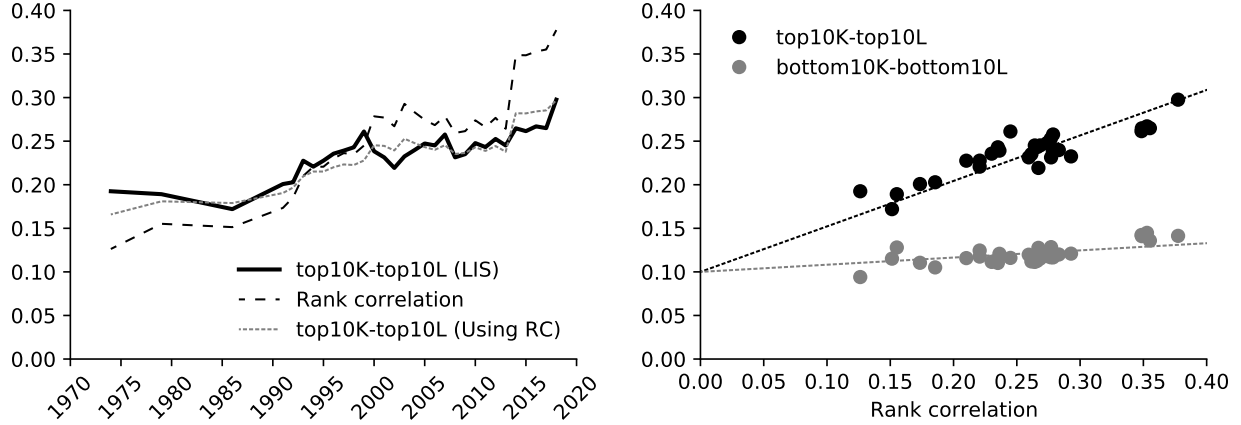 0.40
0.35
0.30
0.25
0.20
0.15
0.10
0.05
0.00
top10K-top10L (LIS)
Rank correlation
top10K-top10L (Using RC)
1970 1975 1980 1985 1990 1995 2000 2005 2010 2015 2020
0.40
0.35
0.30
0.25
0.20
0.15
0.10
0.05
0.00
top10K-top10L
bottom10K-bottom10L
0.00 0.05 0.10 0.15 0.20 0.25 0.30 0.35 0.40
Rank correlation